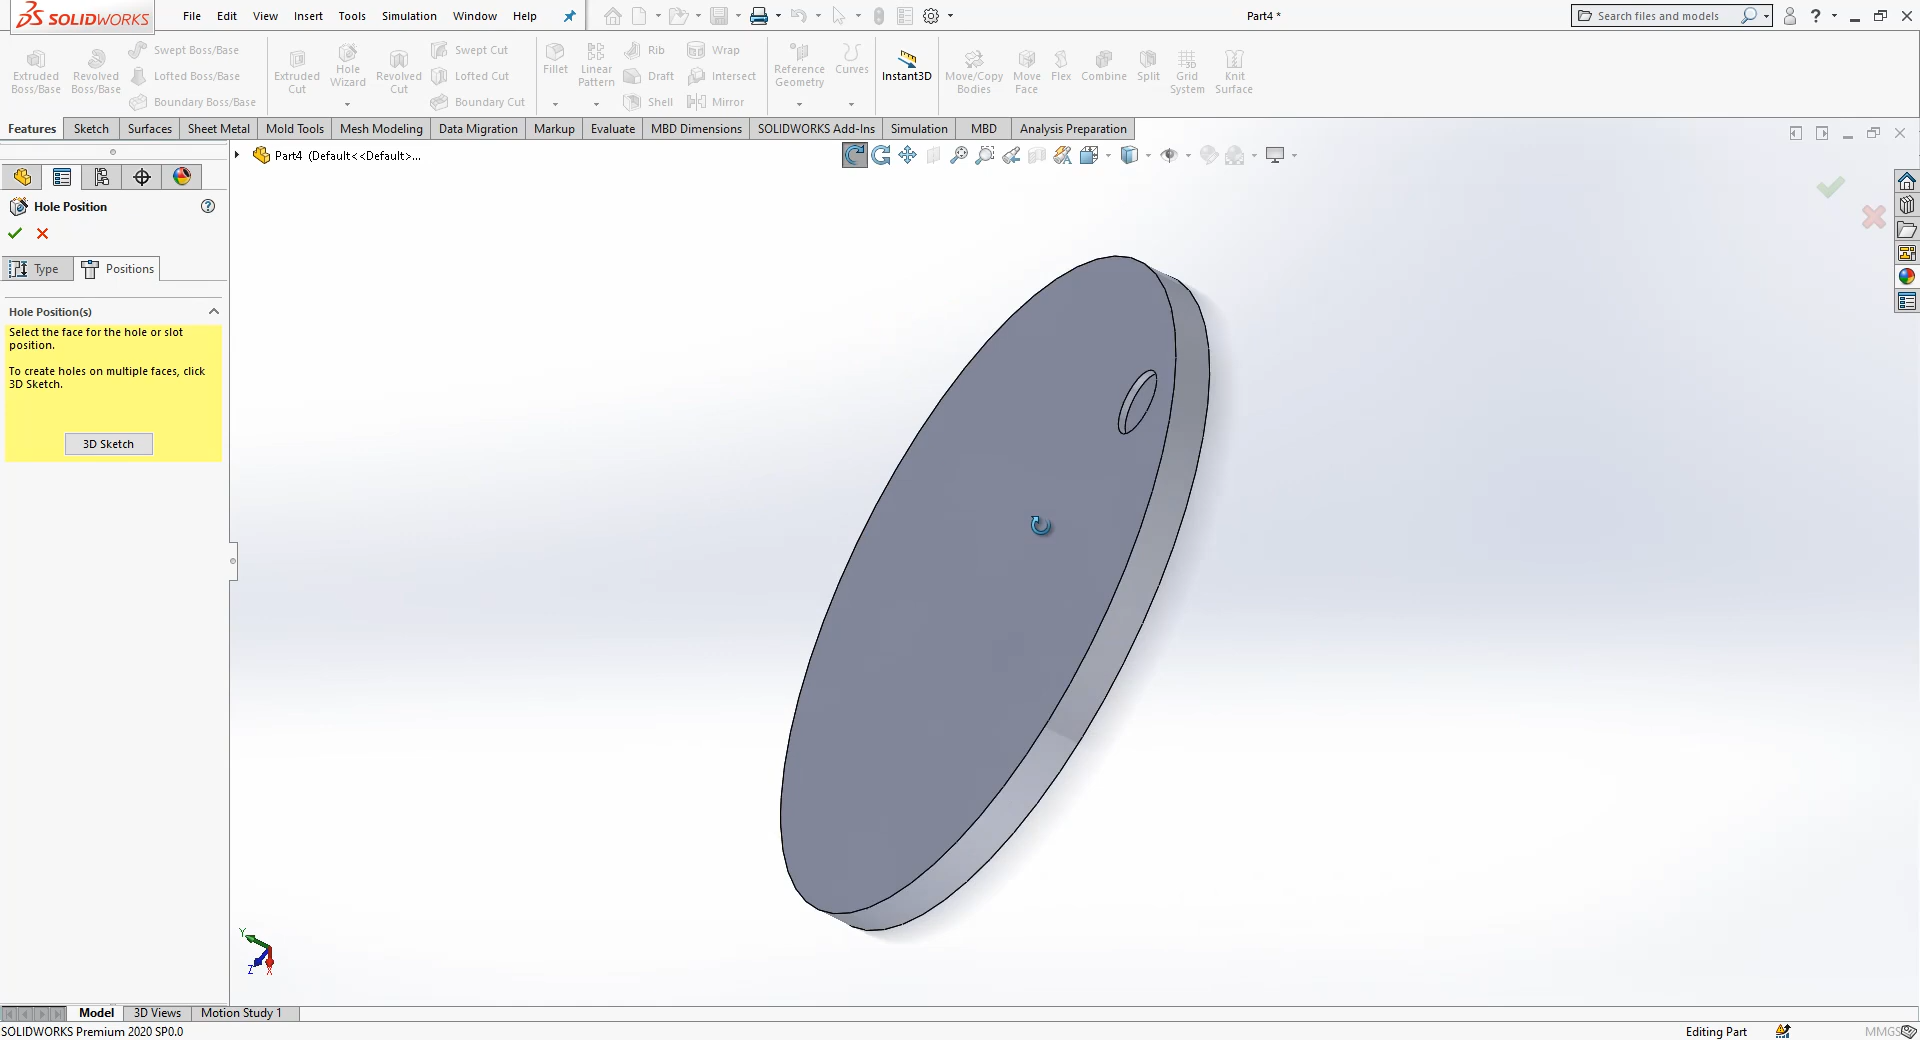 SOLIDWORKS File Edit View Insert Tools Simulation Window Help Part4 * Search files and models ?
Extruded Boss/Base Revolved Boss/Base Swept Boss/Base Lofted Boss/Base Boundary Boss/Base Extruded Cut Hole Wizard Revolved Cut Swept Cut Lofted Cut Boundary Cut Fillet Linear Pattern Rib Draft Shell Wrap Intersect Mirror Reference Geometry Curves Instant3D Move/Copy Bodies Move Face Flex Combine Split Grid System Knit Surface
Features Sketch Surfaces Sheet Metal Mold Tools Mesh Modeling Data Migration Markup Evaluate MBD Dimensions SOLIDWORKS Add-Ins Simulation MBD Analysis Preparation
Part4 (Default<<Default>...
Hole Position
Type Positions
Hole Position(s)
Select the face for the hole or slot
position.
To create holes on multiple faces, click
3D Sketch.
3D Sketch
Y
Z X
Model 3D Views Motion Study 1
SOLIDWORKS Premium 2020 SP0.0 Editing Part MMGS